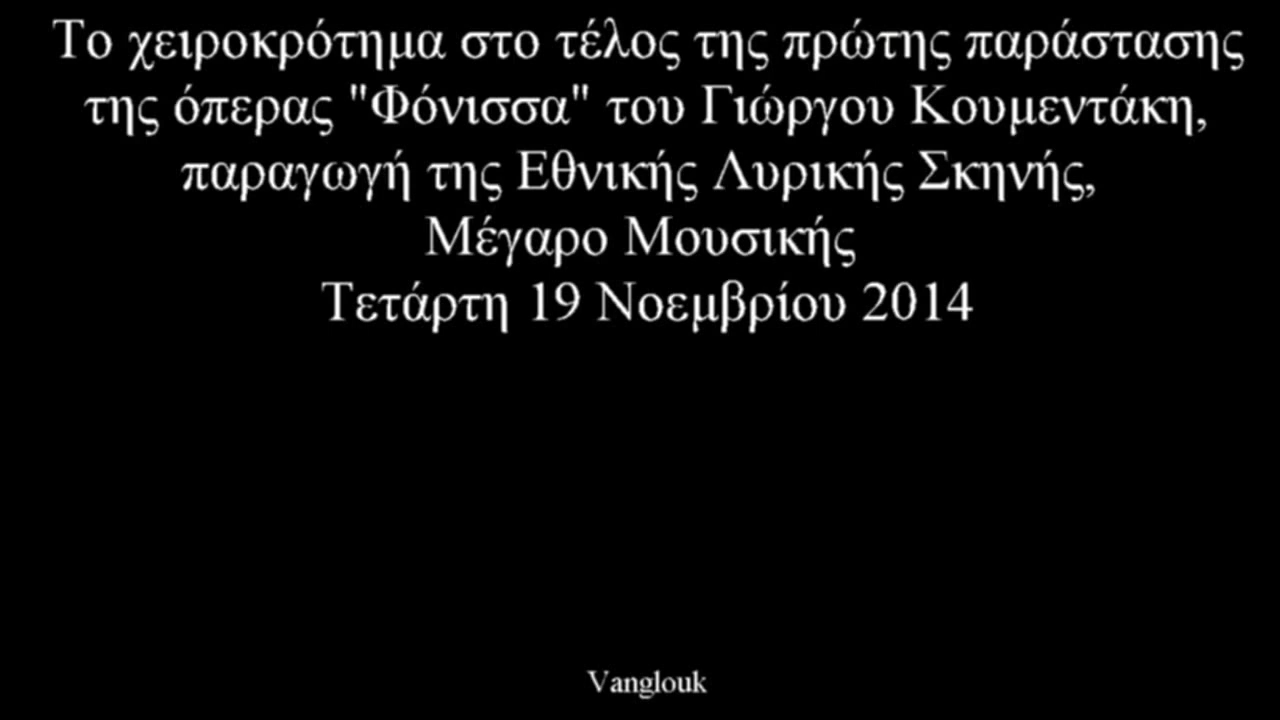 Το χειροκρότημα στο τέλος της πρώτης παράστασης
της όπερας "Φόνισσα" του Γιώργου Κουμεντάκη,
παραγωγή της Εθνικής Λυρικής Σκηνής,
Μέγαρο Μουσικής
Τετάρτη 19 Νοεμβρίου 2014
Vanglouk